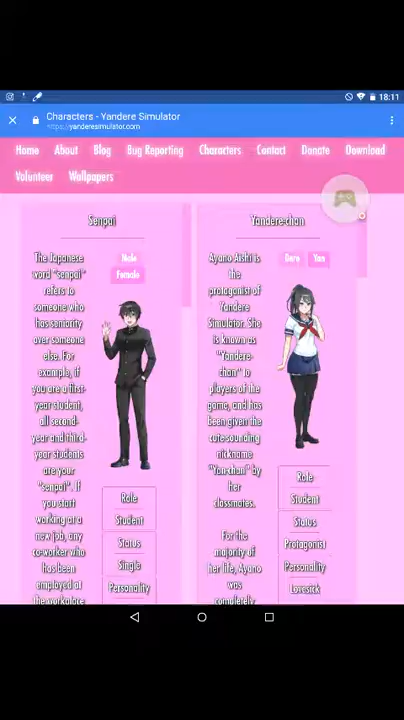 18:11
Characters - Yandere Simulator
https://yanderesimulator.com
Home About Blog Bug Reporting Characters Contact Donate Download
Volunteer Wallpapers
Senpai
The Japanese
word "senpai"
refers to
someone who
has seniority
over someone
else. For
example, if
you are a first-
year student,
all second-
year and third-
year students
are your
"senpai". If
you start
working at a
new job, any
co-worker who
has been
employed at
the workplace
Male
Female
Role
Student
Status
Single
Personality
Yandere-chan
Ayano Aishi is
the
protagonist of
Yandere
Simulator. She
is known as
"Yandere-
chan" to
players of the
game, and has
been given the
cute-sounding
nickname
"Yan-chan" by
her
classmates.
For the
majority of
her life, Ayano
was
completely
Dere Yan
Role
Student
Status
Protagonist
Personality
Lovesick